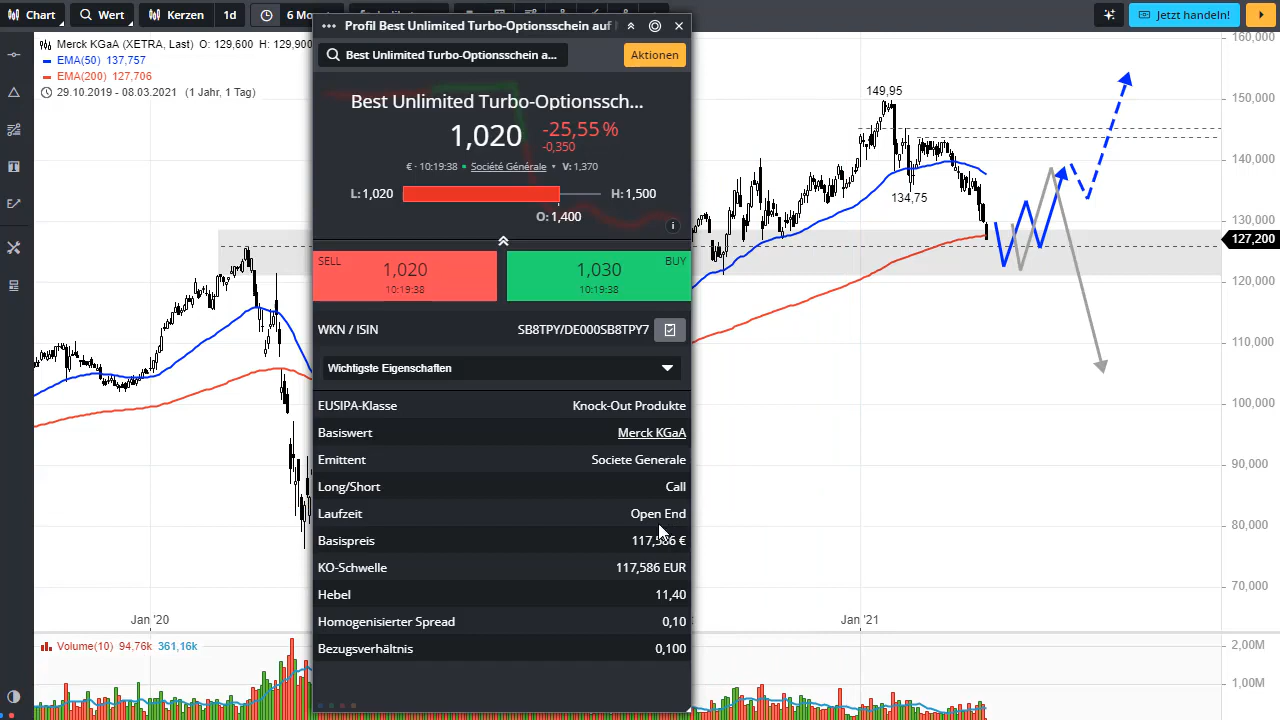 Chart
Wert
Kerzen
1d
Jetzt handeln!
Merck KGaA (XETRA, Last) O: 129,600 H: 129,900
EMA(50) 137,757
EMA(200) 127,706
29.10.2019 - 08.03.2021 (1 Jahr, 1 Tag)
Profil Best Unlimited Turbo-Optionsschein auf
Best Unlimited Turbo-Optionsschein a...
Aktionen
Best Unlimited Turbo-Optionssch...
1,020
-25,55 %
-0,350
€ · 10:19:38 • Société Générale • V: 1,370
L: 1,020
H: 1,500
O: 1,400
SELL
1,020
10:19:38
BUY
1,030
10:19:38
WKN / ISIN
SB8TPY/DE000SB8TPY7
Wichtigste Eigenschaften
EUSIPA-Klasse
Knock-Out Produkte
Basiswert
Merck KGaA
Emittent
Societe Generale
Long/Short
Call
Laufzeit
Open End
Basispreis
KO-Schwelle
117,586 EUR
Hebel
11,40
Homogenisierter Spread
0,10
Bezugsverhältnis
0,100
149,95
134,75
160,000
150,000
140,000
130,000
127,200
120,000
110,000
100,000
90,000
80,000
70,000
Jan '20
Jan '21
Volume(10) 94,76k 361,16k
2,00M
1,00M